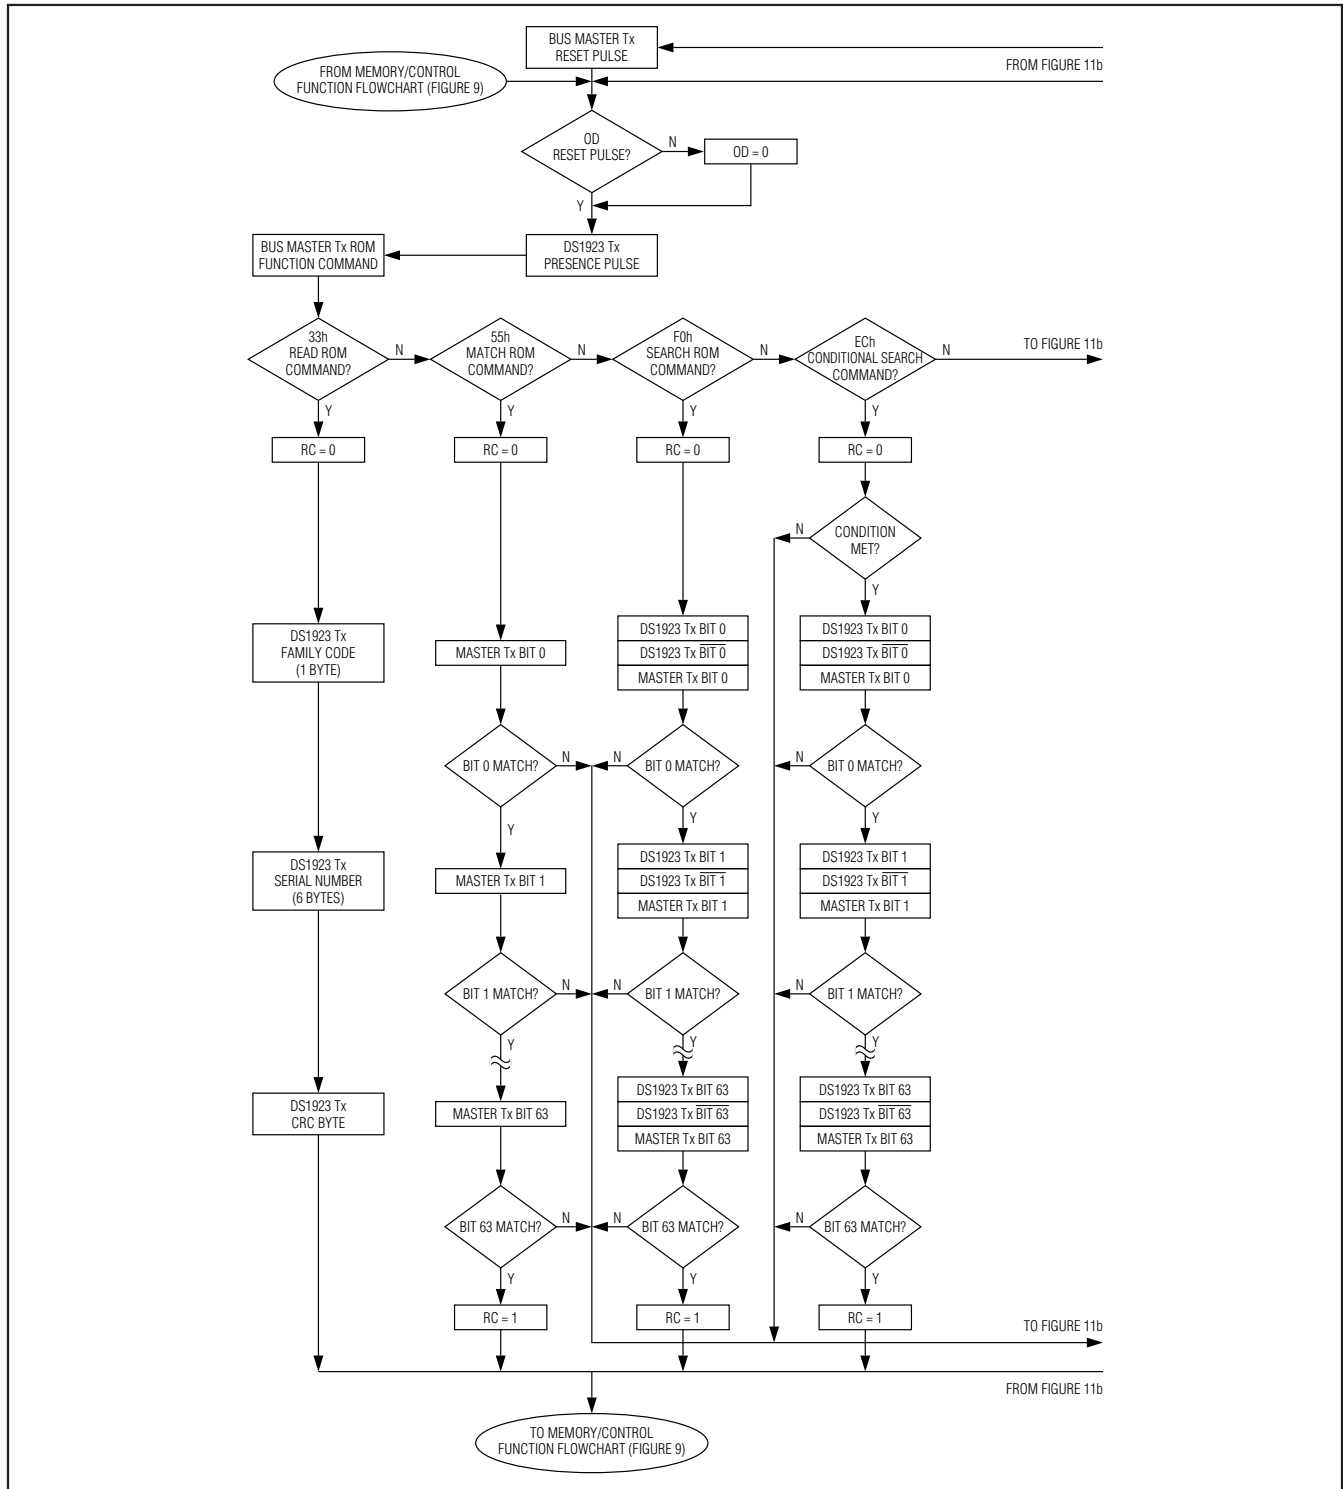 BUS MASTER Tx
RESET PULSE
FROM FIGURE 11b
FROM MEMORY/CONTROL
FUNCTION FLOWCHART (FIGURE 9)
OD
RESET PULSE?
N
OD = 0
Y
BUS MASTER Tx ROM
FUNCTION COMMAND
DS1923 Tx
PRESENCE PULSE
33h
READ ROM
COMMAND?
N
55h
MATCH ROM
COMMAND?
N
F0h
SEARCH ROM
COMMAND?
N
ECh
CONDITIONAL SEARCH
COMMAND?
N
TO FIGURE 11b
Y
Y
Y
Y
RC = 0
RC = 0
RC = 0
RC = 0
N
CONDITION
MET?
Y
DS1923 Tx
FAMILY CODE
(1 BYTE)
MASTER Tx BIT 0
DS1923 Tx BIT 0
DS1923 Tx B̅I̅T̅ ̅0̅
MASTER Tx BIT 0
DS1923 Tx BIT 0
DS1923 Tx B̅I̅T̅ ̅0̅
MASTER Tx BIT 0
BIT 0 MATCH?
N
N
BIT 0 MATCH?
N
BIT 0 MATCH?
Y
Y
Y
DS1923 Tx
SERIAL NUMBER
(6 BYTES)
MASTER Tx BIT 1
DS1923 Tx BIT 1
DS1923 Tx B̅I̅T̅ ̅1̅
MASTER Tx BIT 1
DS1923 Tx BIT 1
DS1923 Tx B̅I̅T̅ ̅1̅
MASTER Tx BIT 1
BIT 1 MATCH?
N
N
BIT 1 MATCH?
N
BIT 1 MATCH?
Y
Y
Y
DS1923 Tx
CRC BYTE
MASTER Tx BIT 63
DS1923 Tx BIT 63
DS1923 Tx B̅I̅T̅ ̅6̅3̅
MASTER Tx BIT 63
DS1923 Tx BIT 63
DS1923 Tx B̅I̅T̅ ̅6̅3̅
MASTER Tx BIT 63
BIT 63 MATCH?
N
N
BIT 63 MATCH?
N
BIT 63 MATCH?
Y
Y
Y
RC = 1
RC = 1
RC = 1
TO FIGURE 11b
FROM FIGURE 11b
TO MEMORY/CONTROL
FUNCTION FLOWCHART (FIGURE 9)